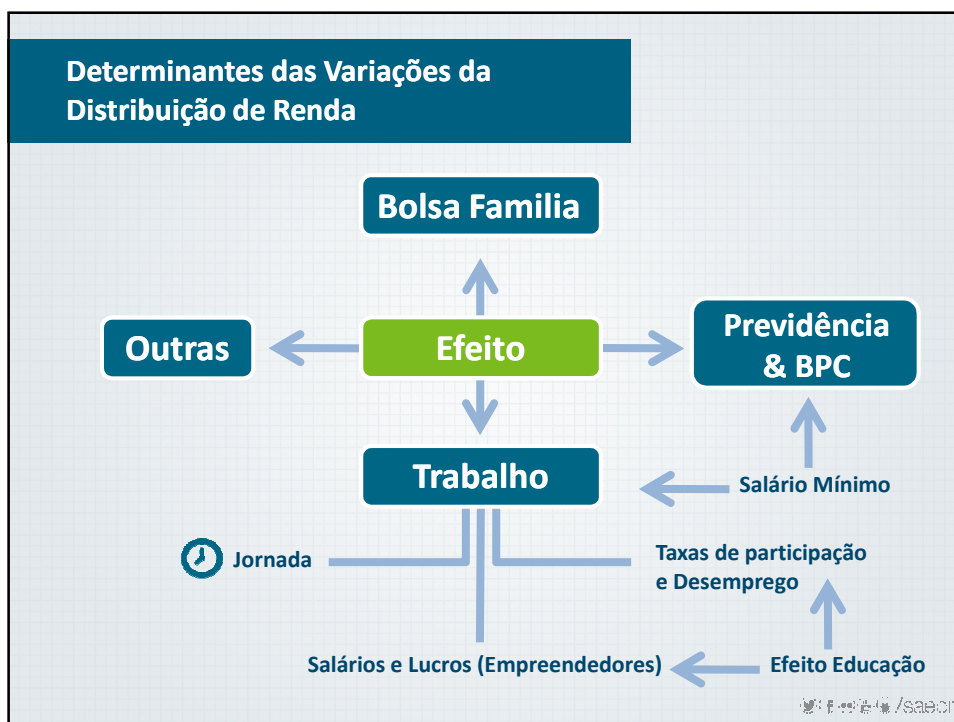 Determinantes das Variações da
Distribuição de Renda
Bolsa Familia
Outras
Efeito
Previdência
& BPC
Trabalho
Salário Mínimo
Jornada
Taxas de participação
e Desemprego
Salários e Lucros (Empreendedores)
Efeito Educação